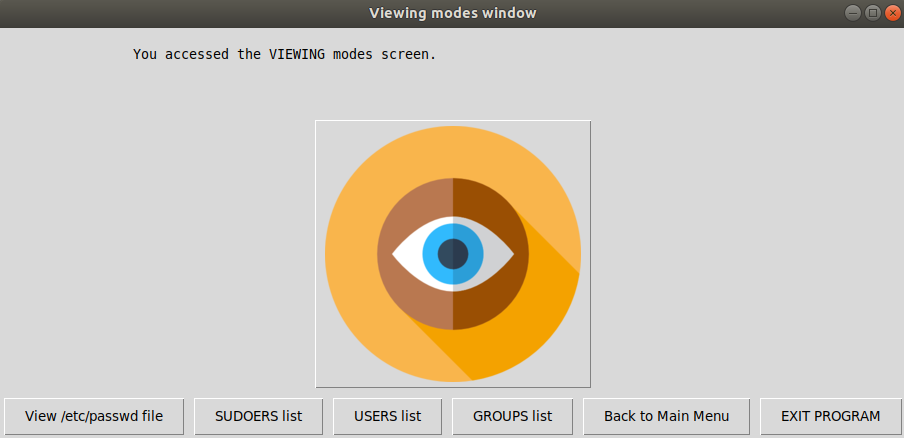 Viewing modes window
You accessed the VIEWING modes screen.
View /etc/passwd file
SUDOERS list
USERS list
GROUPS list
Back to Main Menu
EXIT PROGRAM